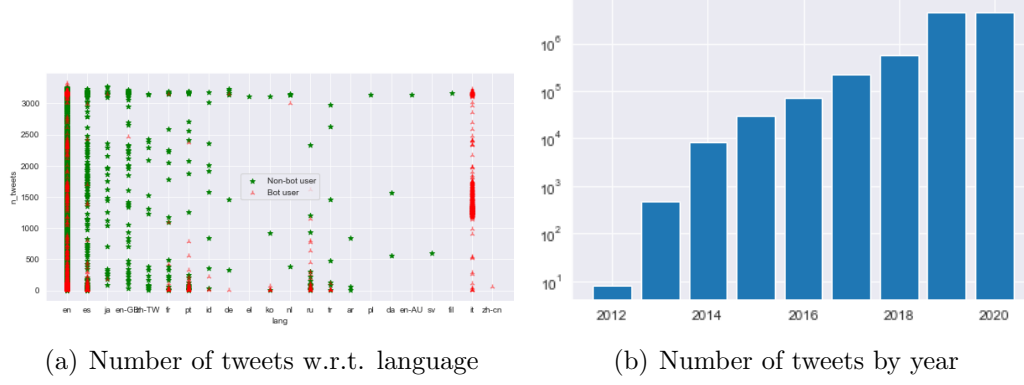 n_tweets
3000
2500
2000
1500
1000
500
0
Non-bot user
Bot user
en es ja en-GB zh-TW fr pt id de el ko nl ru tr ar pl da en-AU sv fil it zh-cn
lang
(a) Number of tweets w.r.t. language
10^6
10^5
10^4
10^3
10^2
10^1
2012 2014 2016 2018 2020
(b) Number of tweets by year